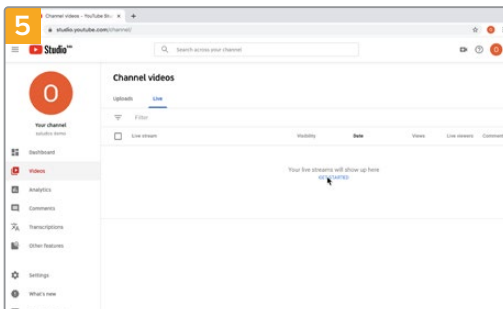 5
Channel videos - YouTube Stu
studio.youtube.com/channel/
Studio
Search across your channel
O
Your channel
Channel videos
Uploads
Live
Filter
Live stream
Visibility
Date
Views
Live viewers
Comment
Your live streams will show up here
GET STARTED
Dashboard
Videos
Analytics
Comments
Transcriptions
Other features
Settings
What's new